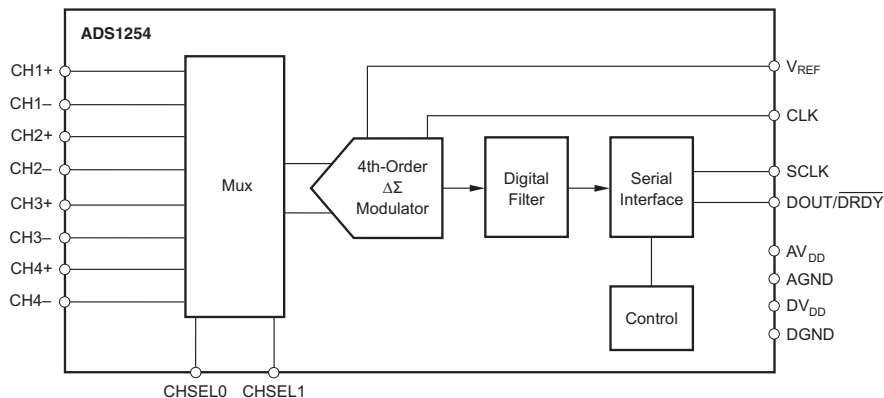 ADS1254
CH1+
CH1–
CH2+
CH2–
CH3+
CH3–
CH4+
CH4–
Mux
4th-Order
ΔΣ
Modulator
Digital
Filter
Serial
Interface
Control
VREF
CLK
SCLK
DOUT/DRDY
AVDD
AGND
DVDD
DGND
CHSEL0 CHSEL1